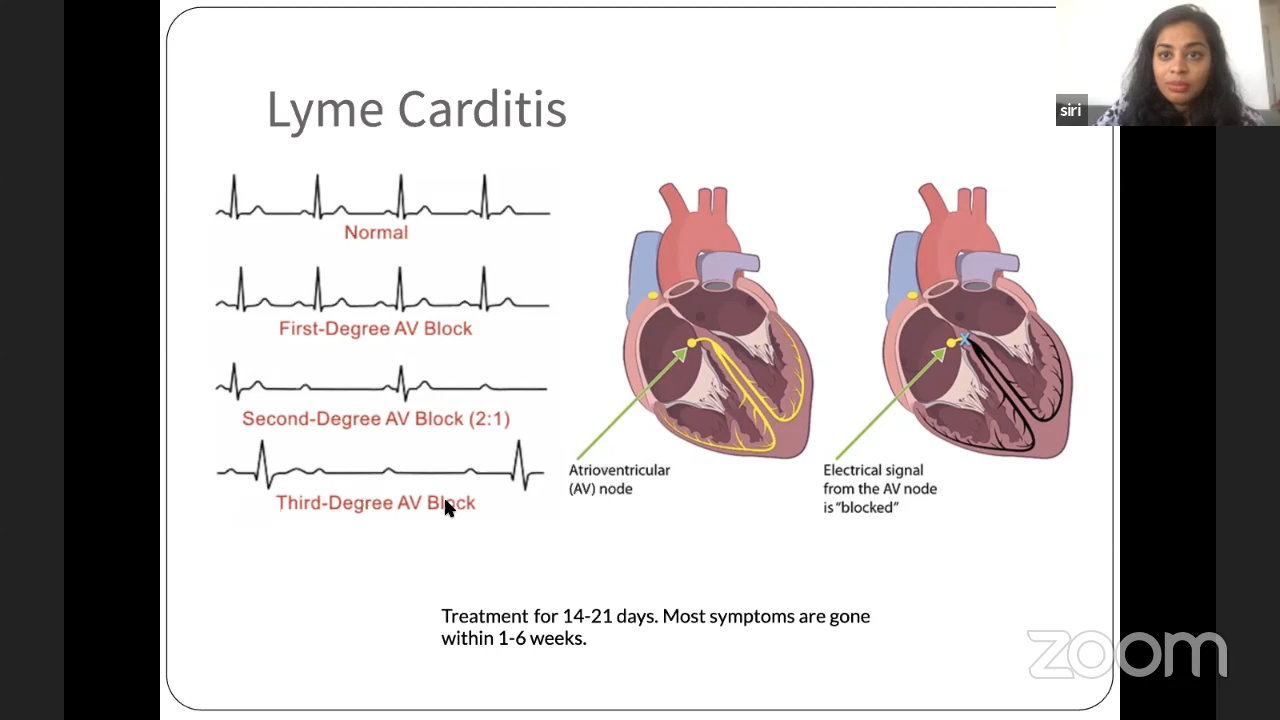 Lyme Carditis
siri
Normal
First-Degree AV Block
Second-Degree AV Block (2:1)
Third-Degree AV Block
Atrioventricular
(AV) node
Electrical signal
from the AV node
is "blocked"
Treatment for 14-21 days. Most symptoms are gone
within 1-6 weeks.
zoom